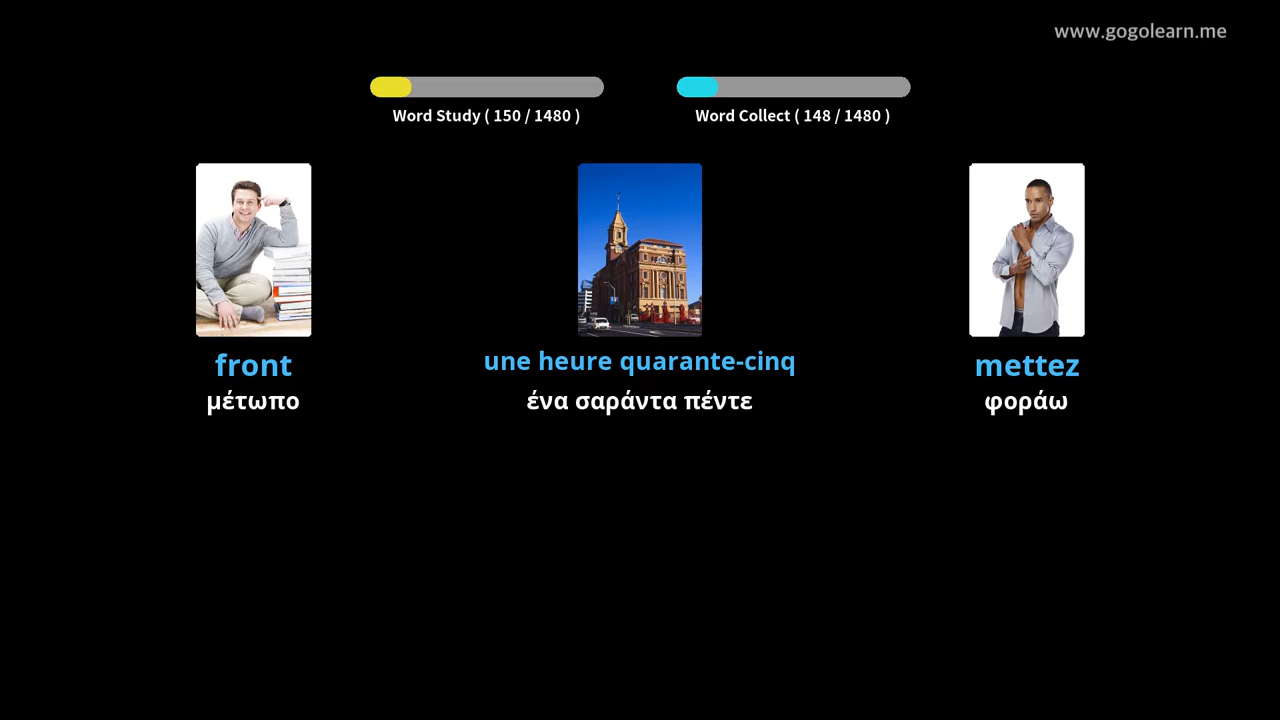 www.gogolearn.me
Word Study ( 150 / 1480 )
Word Collect ( 148 / 1480 )
front
une heure quarante-cinq
mettez
μέτωπο
ένα σαράντα πέντε
φοράω